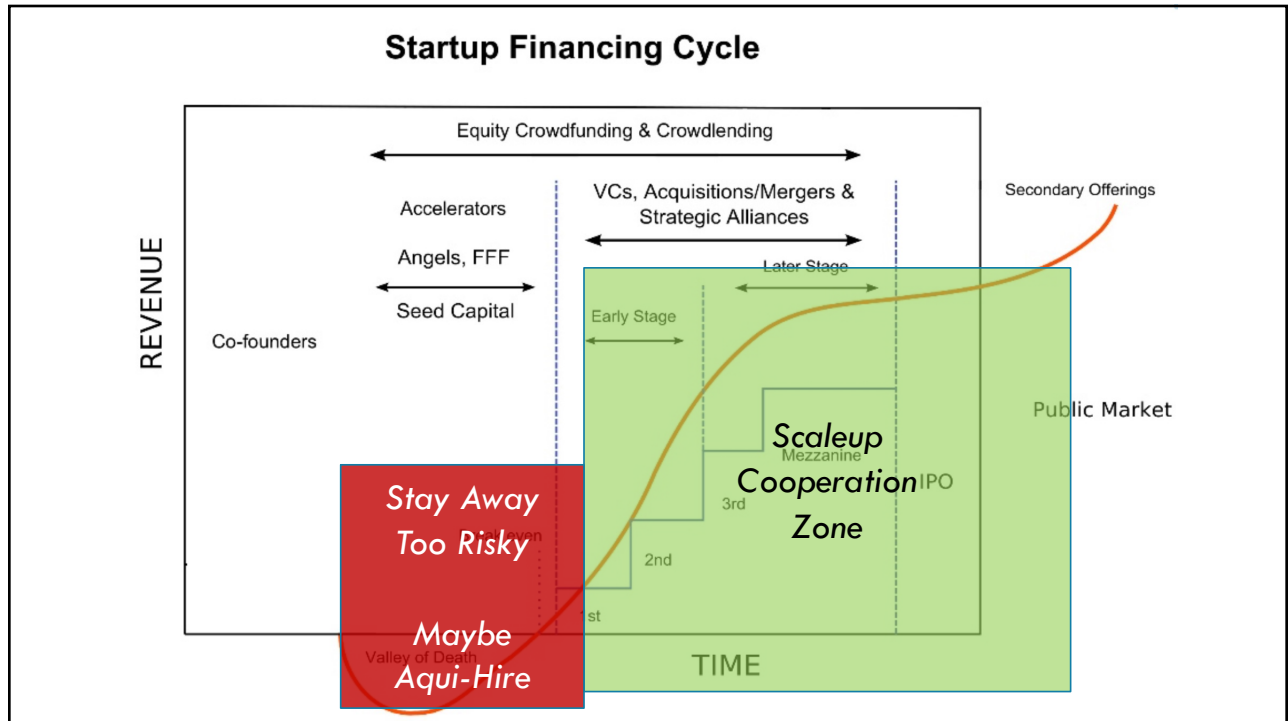 Startup Financing Cycle
Equity Crowdfunding & Crowdlending
Accelerators
Angels, FFF
Seed Capital
VCs, Acquisitions/Mergers &
Strategic Alliances
Secondary Offerings
Later Stage
Early Stage
Co-founders
REVENUE
Public Market
Stay Away
Too Risky
Breakeven
Maybe
Aqui-Hire
Valley of Death
Scaleup
Cooperation
Zone
Mezzanine
IPO
3rd
2nd
1st
TIME